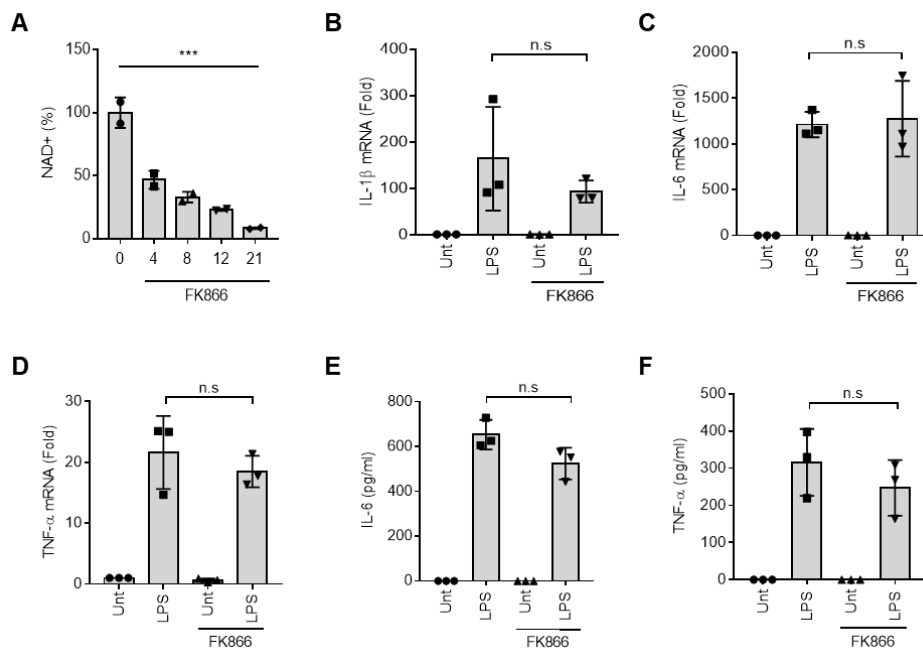 A
NAD+ (%)
150
100
50
0
***
0 4 8 12 21
FK866
B
IL-1β mRNA (Fold)
400
300
200
100
0
n.s
Unt LPS Unt LPS
FK866
C
IL-6 mRNA (Fold)
2000
1500
1000
500
0
n.s
Unt LPS Unt LPS
FK866
D
TNF-α mRNA (Fold)
30
20
10
0
n.s
Unt LPS Unt LPS
FK866
E
IL-6 (pg/ml)
800
600
400
200
0
n.s
Unt LPS Unt LPS
FK866
F
TNF-α (pg/ml)
500
400
300
200
100
0
n.s
Unt LPS Unt LPS
FK866